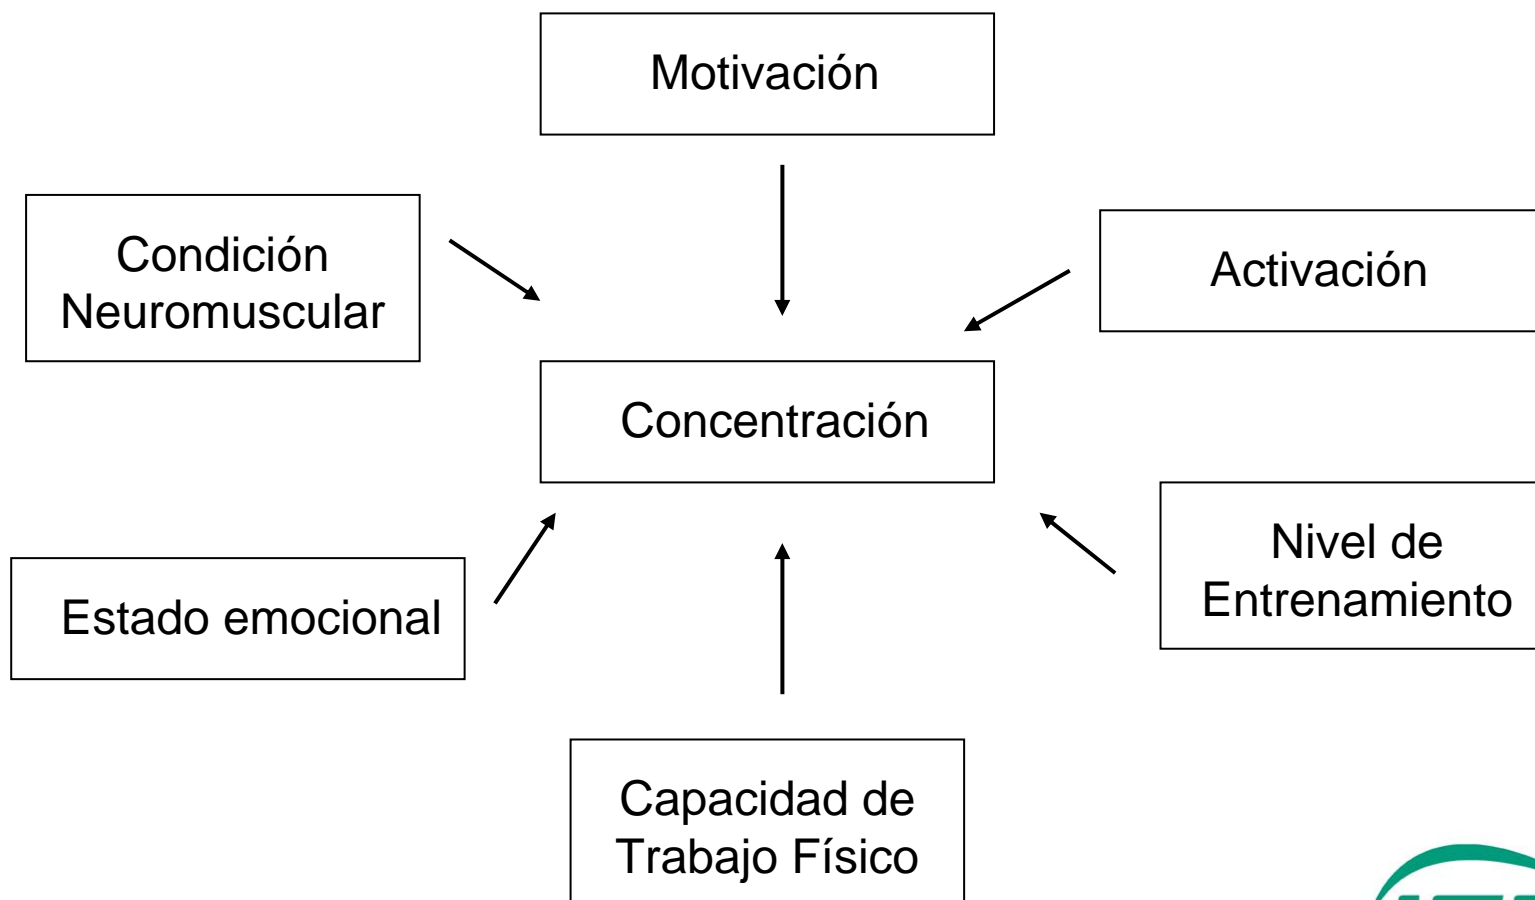 Motivación
Condición
Neuromuscular
Activación
Concentración
Estado emocional
Nivel de
Entrenamiento
Capacidad de
Trabajo Físico